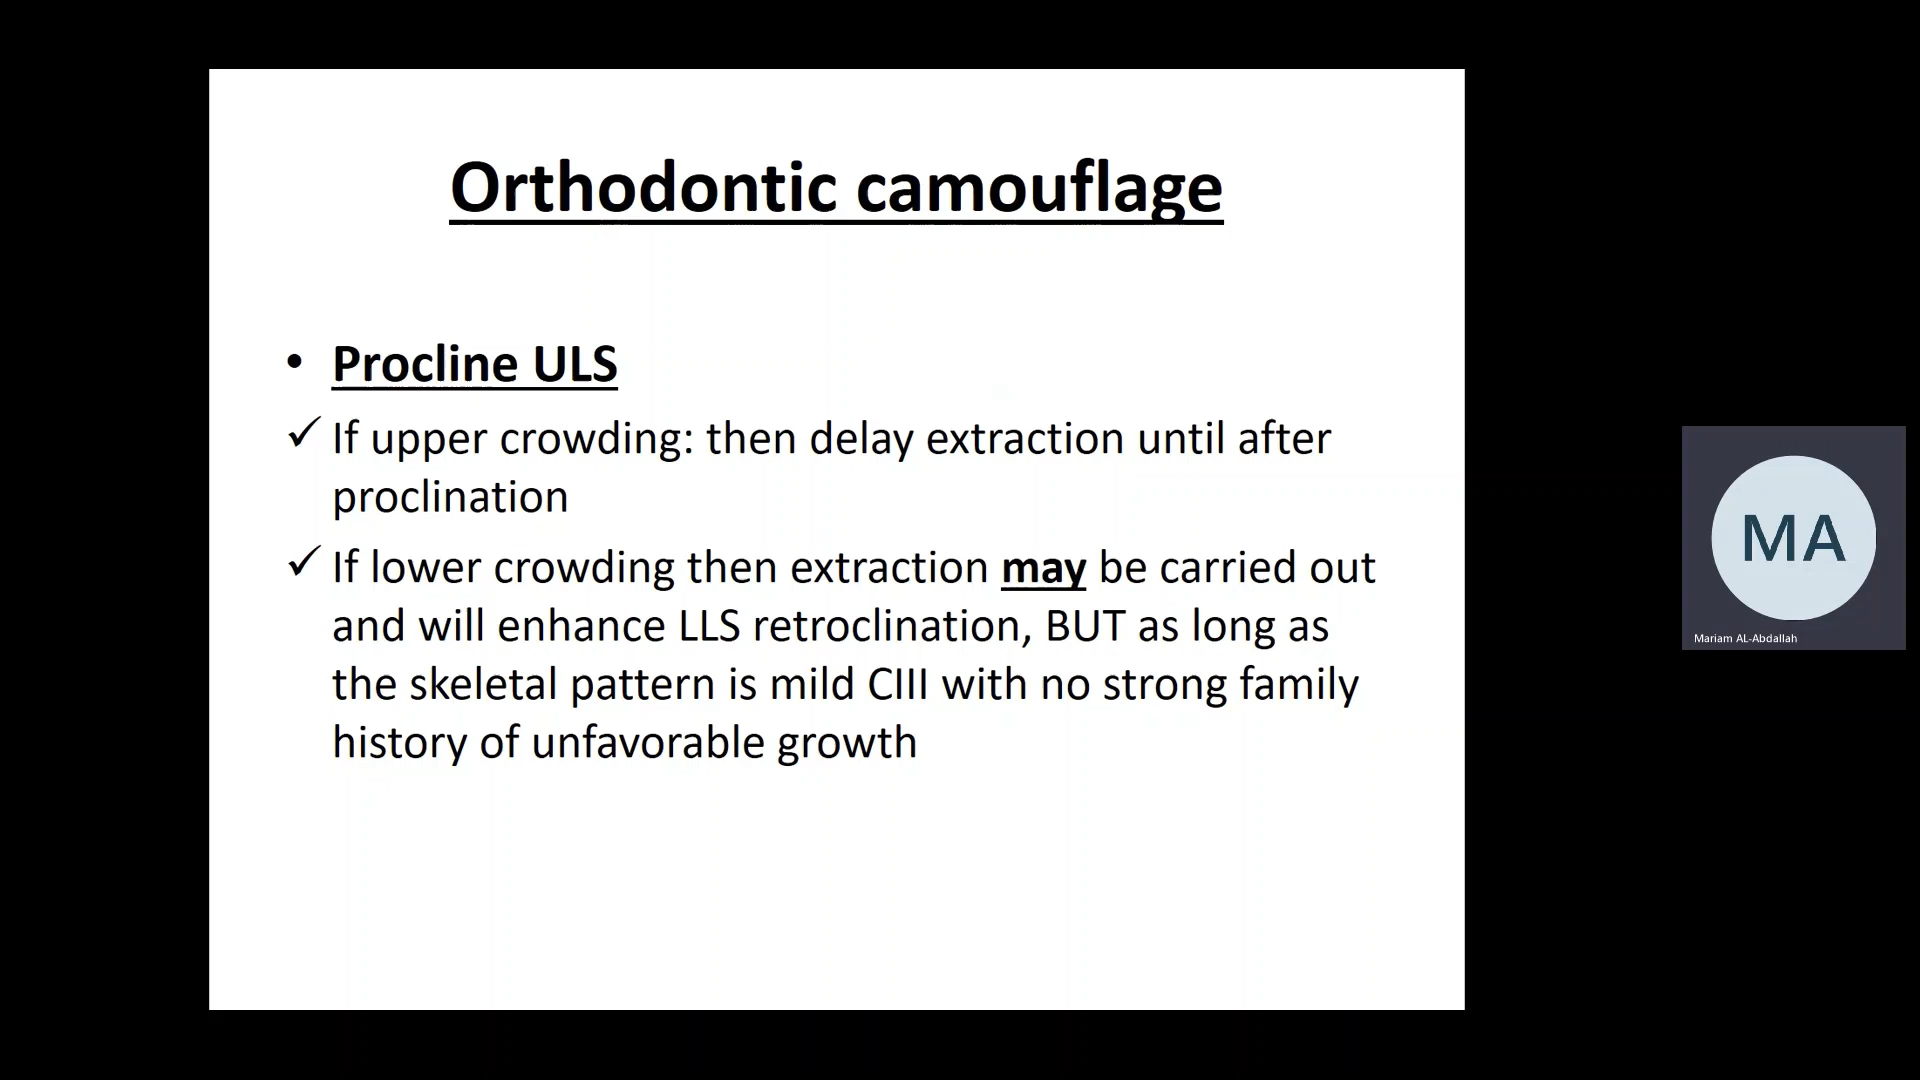 Orthodontic camouflage
• Procline ULS
✓ If upper crowding: then delay extraction until after
proclination
✓ If lower crowding then extraction may be carried out
and will enhance LLS retroclination, BUT as long as
the skeletal pattern is mild CIII with no strong family
history of unfavorable growth
MA
Mariam AL-Abdallah